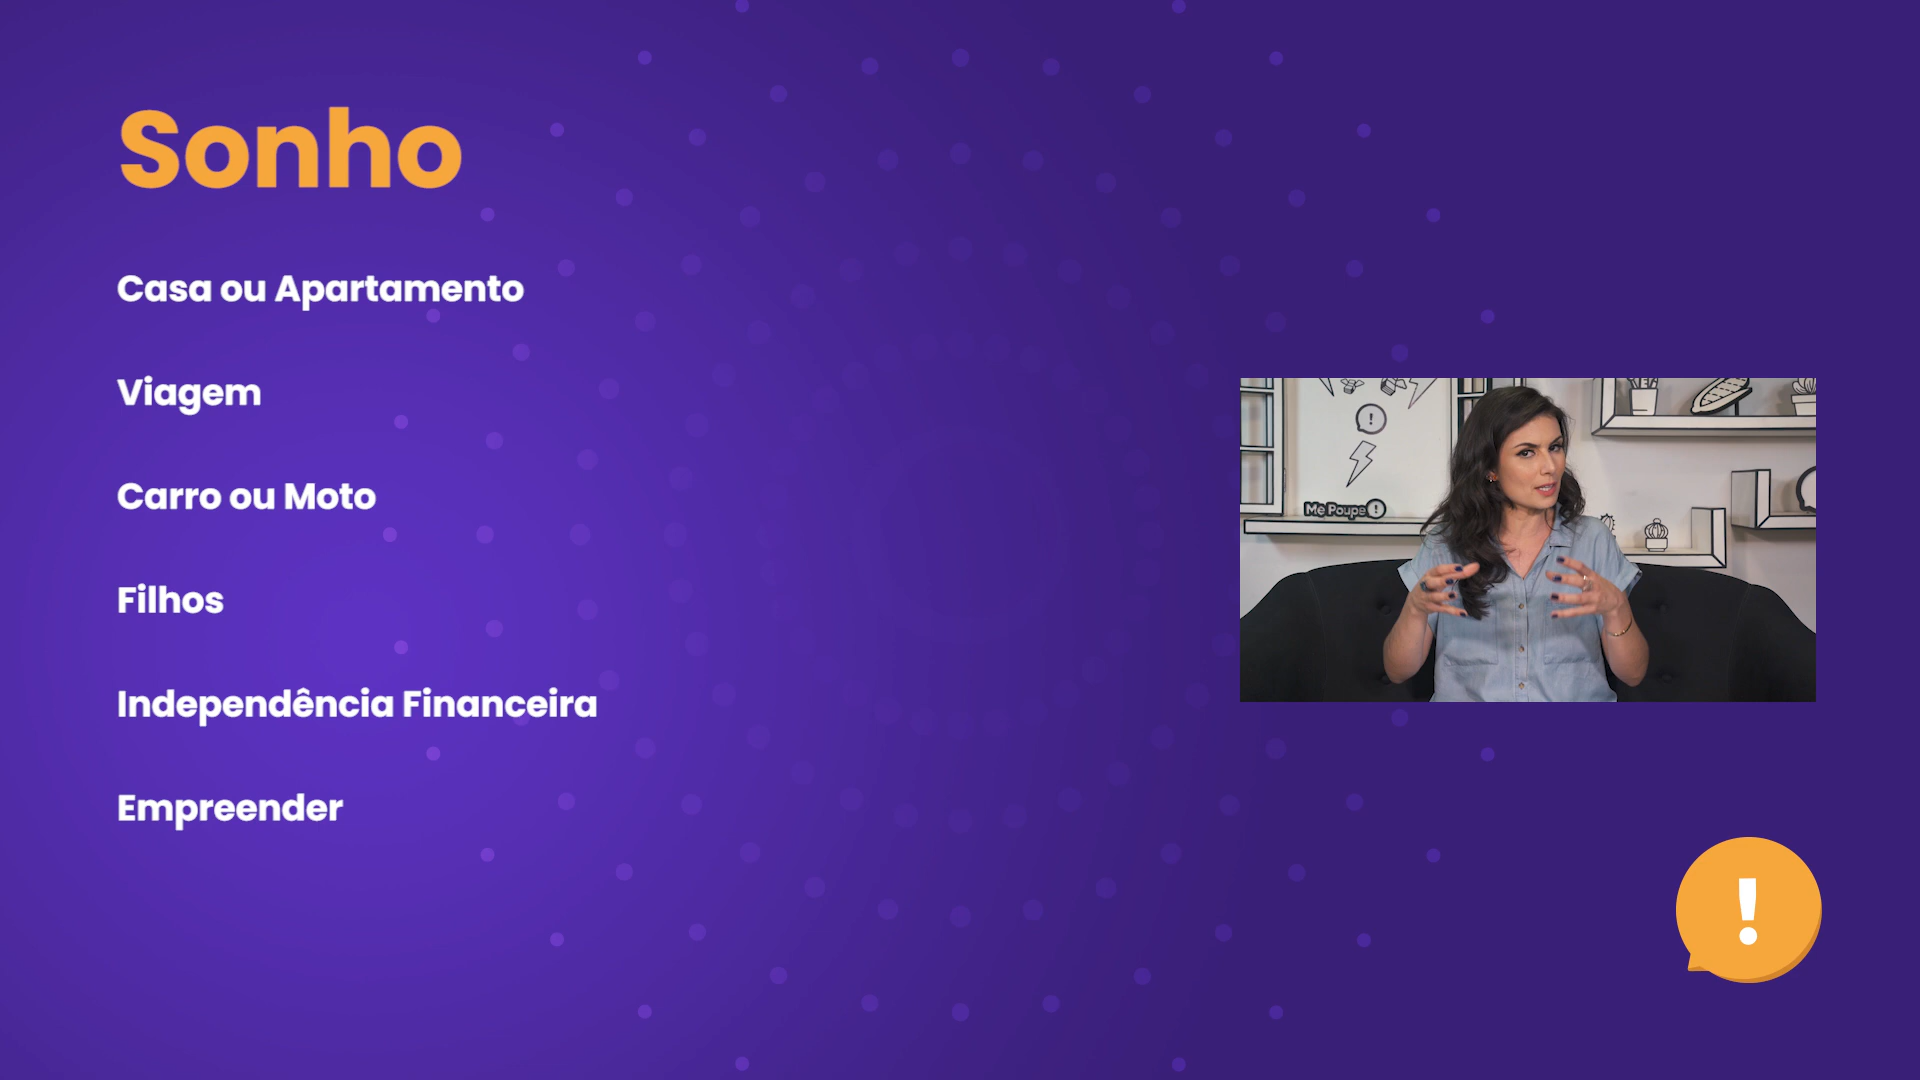 Sonho
Casa ou Apartamento
Viagem
Carro ou Moto
Filhos
Independência Financeira
Empreender
!
Me Poupe!
!